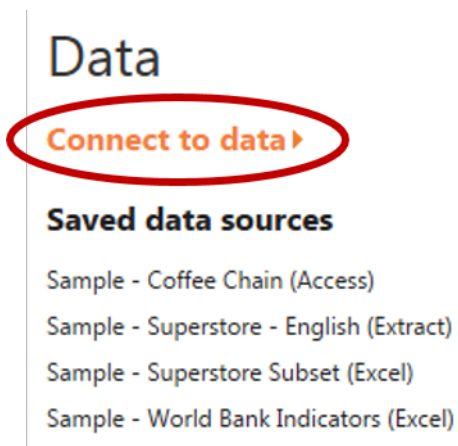 Data
Connect to data
Saved data sources
Sample - Coffee Chain (Access)
Sample - Superstore - English (Extract)
Sample - Superstore Subset (Excel)
Sample - World Bank Indicators (Excel)